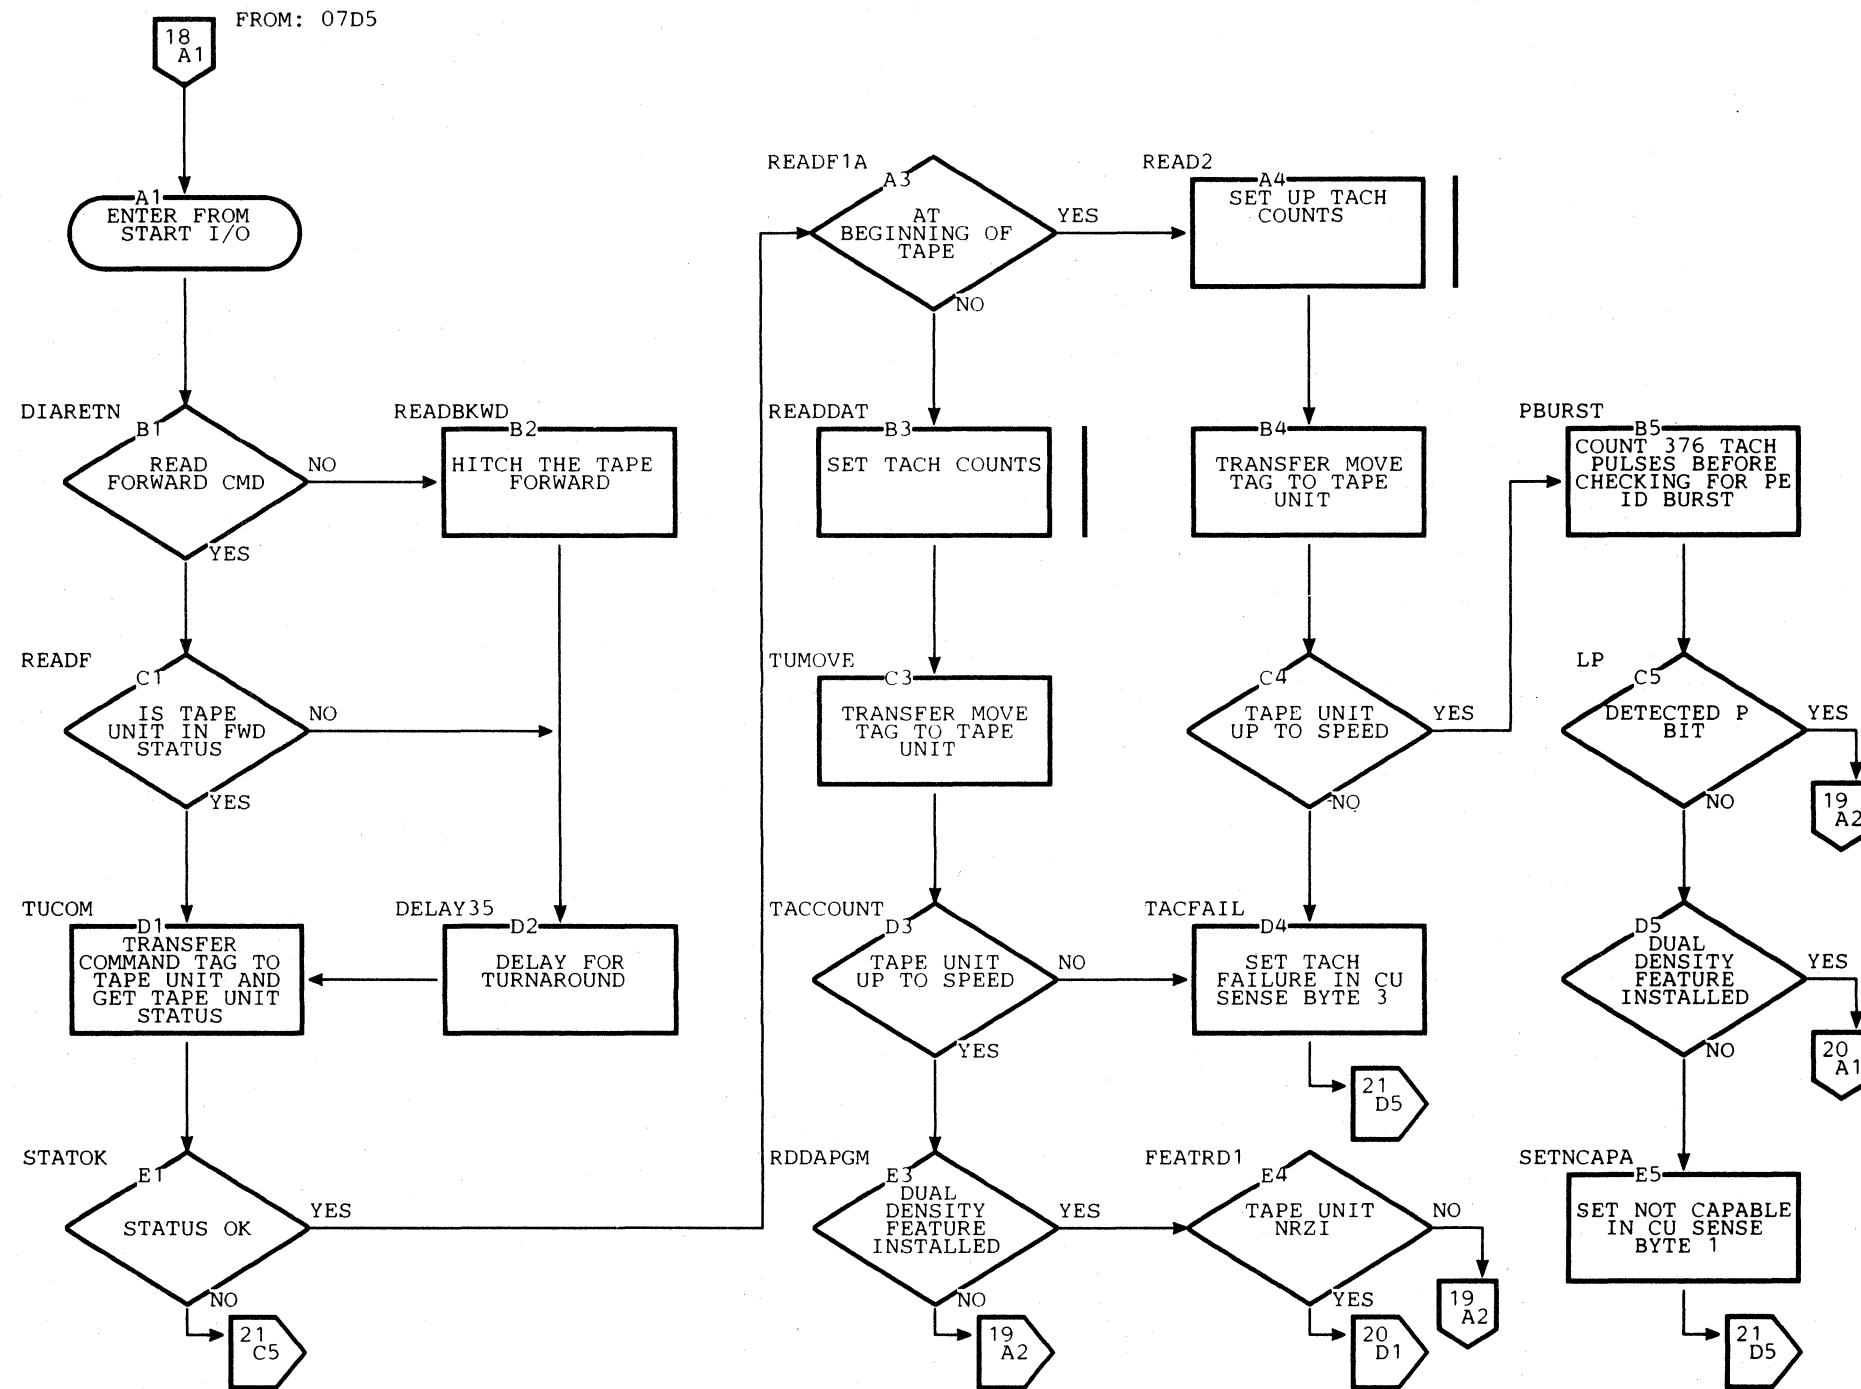 FROM: 07D5
18
A1
A1
ENTER FROM
START I/O
DIARETN
B1
READ
FORWARD CMD
NO
YES
READBKWD
B2
HITCH THE TAPE
FORWARD
READF
C1
IS TAPE
UNIT IN FWD
STATUS
NO
YES
TUCOM
D1
TRANSFER
COMMAND TAG TO
TAPE UNIT AND
GET TAPE UNIT
STATUS
DELAY35
D2
DELAY FOR
TURNAROUND
STATOK
E1
STATUS OK
YES
NO
21
C5
READF1A
A3
AT
BEGINNING OF
TAPE
YES
NO
READDAT
B3
SET TACH COUNTS
TUMOVE
C3
TRANSFER MOVE
TAG TO TAPE
UNIT
TACCOUNT
D3
TAPE UNIT
UP TO SPEED
NO
YES
RDDAPGM
E3
DUAL
DENSITY
FEATURE
INSTALLED
YES
NO
19
A2
READ2
A4
SET UP TACH
COUNTS
B4
TRANSFER MOVE
TAG TO TAPE
UNIT
C4
TAPE UNIT
UP TO SPEED
YES
NO
TACFAIL
D4
SET TACH
FAILURE IN CU
SENSE BYTE 3
21
D5
FEATRD1
E4
TAPE UNIT
NRZI
NO
YES
19
A2
20
D1
PBURST
B5
COUNT 376 TACH
PULSES BEFORE
CHECKING FOR PE
ID BURST
LP
C5
DETECTED P
BIT
YES
NO
19
A2
D5
DUAL
DENSITY
FEATURE
INSTALLED
YES
NO
20
A1
SETNCAPA
E5
SET NOT CAPABLE
IN CU SENSE
BYTE 1
21
D5